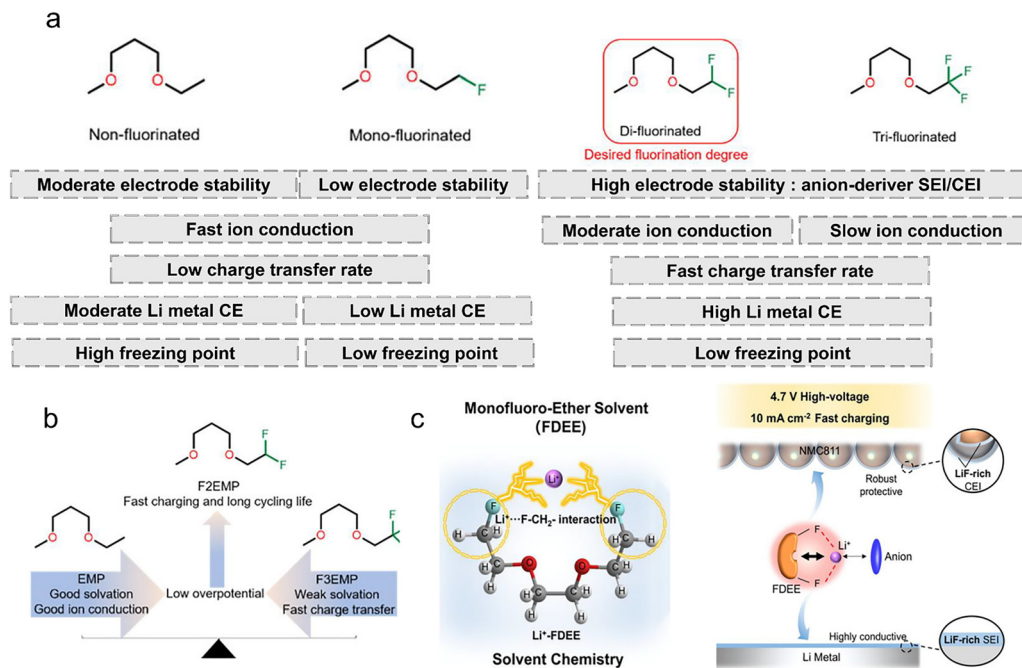 a
O
O
Non-fluorinated
O
O
F
Mono-fluorinated
O
O
F
F
Di-fluorinated
Desired fluorination degree
O
O
F
F
F
Tri-fluorinated
Moderate electrode stability
Low electrode stability
High electrode stability : anion-deriver SEI/CEI
Fast ion conduction
Moderate ion conduction
Slow ion conduction
Low charge transfer rate
Fast charge transfer rate
Moderate Li metal CE
Low Li metal CE
High Li metal CE
High freezing point
Low freezing point
Low freezing point
b
O
O
F
F
F2EMP
Fast charging and long cycling life
O
O
O
O
F
F
EMP
Good solvation
Good ion conduction
Low overpotential
F3EMP
Weak solvation
Fast charge transfer
c
Monofluoro-Ether Solvent
(FDEE)
Li⁺
F
F
Li⁺···F-CH₂- interaction
H
H
H
H
H
H
H
H
O
O
H
H
H
H
Li⁺-FDEE
Solvent Chemistry
4.7 V High-voltage
10 mA cm⁻² Fast charging
NMC811
Robust
protective
LiF-rich
CEI
F
Li⁺
F
FDEE
Anion
Highly conductive
LiF-rich SEI
Li Metal